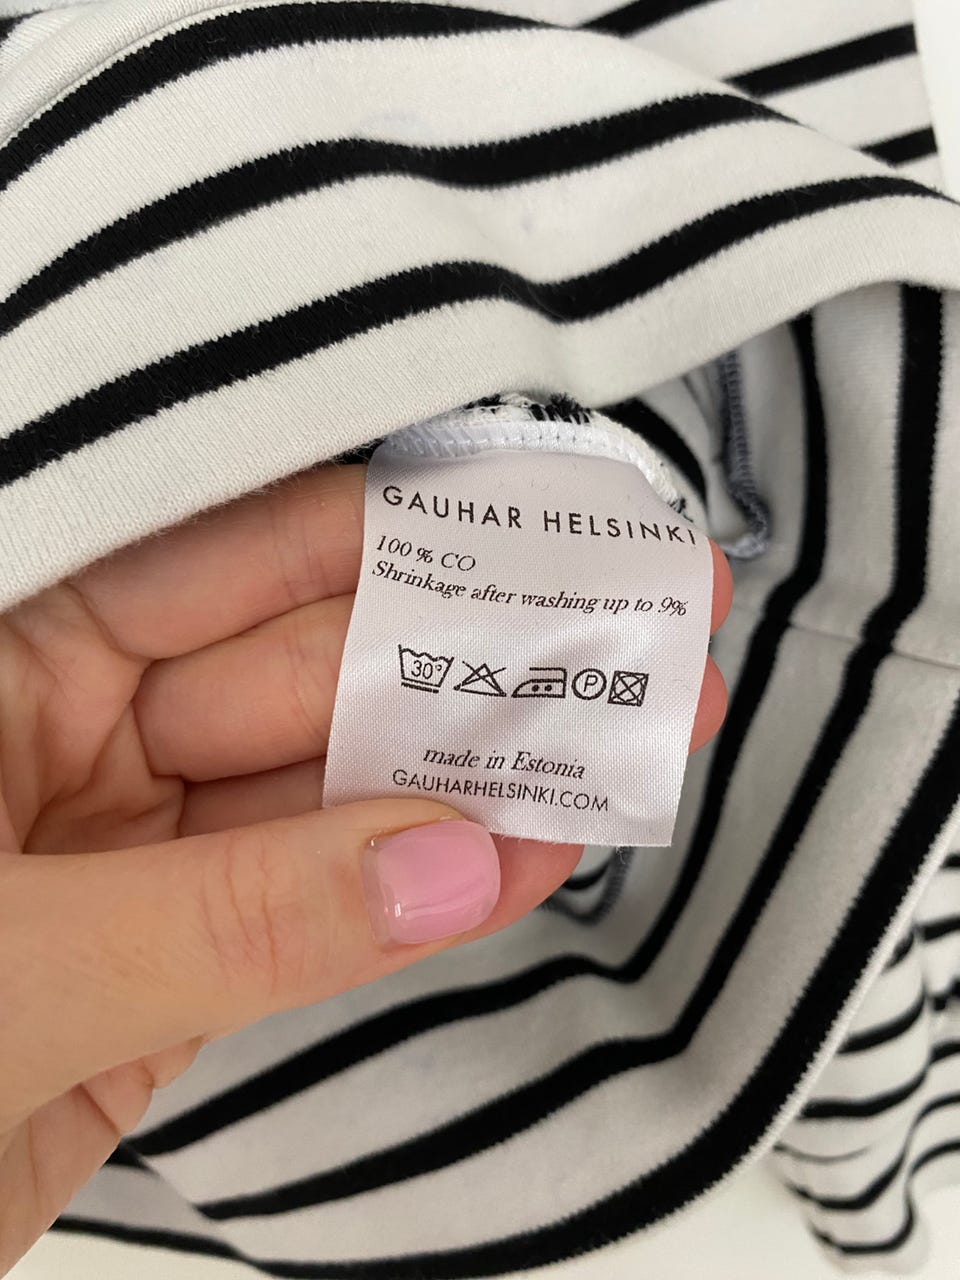 GAUHAR HELSINKI
100 % CO
Shrinkage after washing up to 9%
30°
P
made in Estonia
GAUHARHELSINKI.COM